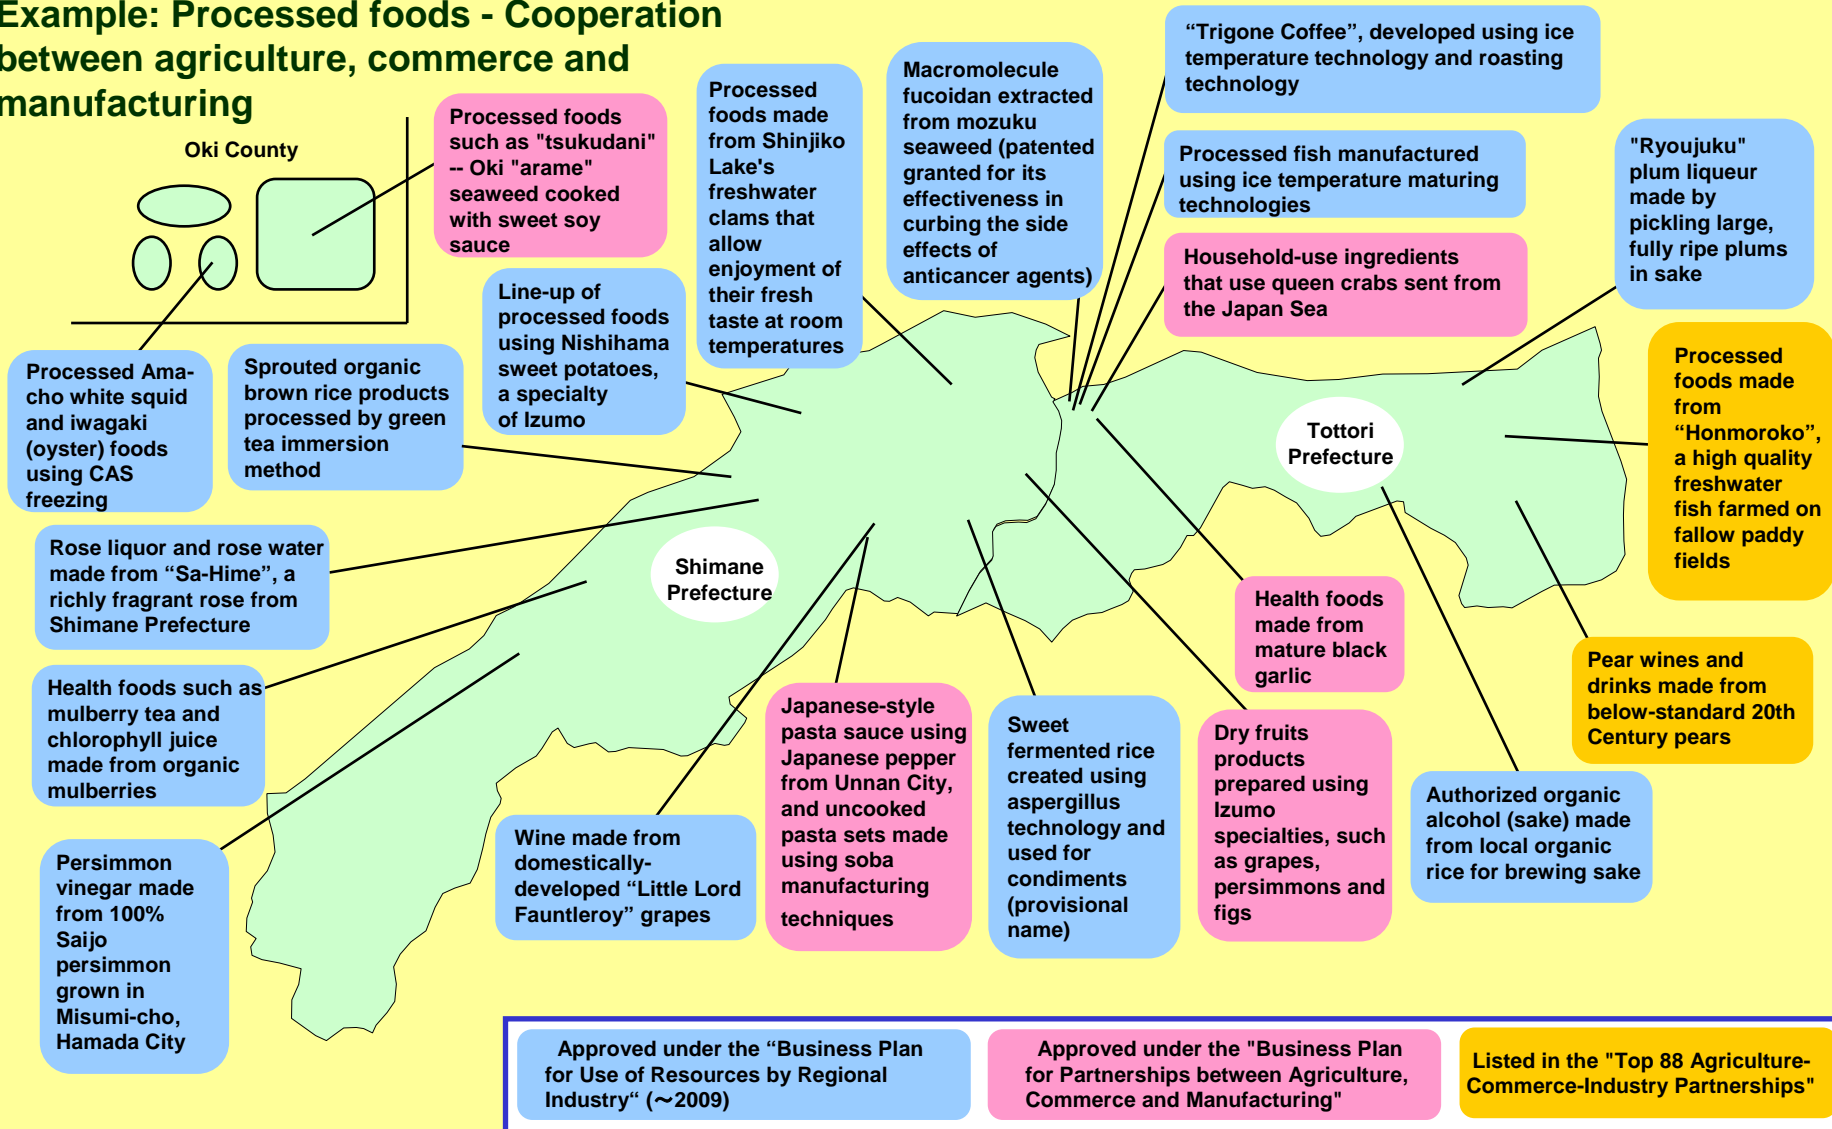 Example: Processed foods - Cooperation
between agriculture, commerce and
manufacturing
Oki County
Processed foods
such as "tsukudani"
-- Oki "arame"
seaweed cooked
with sweet soy
sauce
Processed
foods made
from Shinjiko
Lake's
freshwater
clams that
allow
enjoyment of
their fresh
taste at room
temperatures
Macromolecule
fucoidan extracted
from mozuku
seaweed (patented
granted for its
effectiveness in
curbing the side
effects of
anticancer agents)
“Trigone Coffee”, developed using ice
temperature technology and roasting
technology
Processed fish manufactured
using ice temperature maturing
technologies
Household-use ingredients
that use queen crabs sent from
the Japan Sea
"Ryoujuku"
plum liqueur
made by
pickling large,
fully ripe plums
in sake
Line-up of
processed foods
using Nishihama
sweet potatoes,
a specialty
of Izumo
Processed Ama-
cho white squid
and iwagaki
(oyster) foods
using CAS
freezing
Sprouted organic
brown rice products
processed by green
tea immersion
method
Processed
foods made
from
“Honmoroko”,
a high quality
freshwater
fish farmed on
fallow paddy
fields
Tottori
Prefecture
Rose liquor and rose water
made from “Sa-Hime”, a
richly fragrant rose from
Shimane Prefecture
Shimane
Prefecture
Health foods
made from
mature black
garlic
Pear wines and
drinks made from
below-standard 20th
Century pears
Health foods such as
mulberry tea and
chlorophyll juice
made from organic
mulberries
Japanese-style
pasta sauce using
Japanese pepper
from Unnan City,
and uncooked
pasta sets made
using soba
manufacturing
techniques
Sweet
fermented rice
created using
aspergillus
technology and
used for
condiments
(provisional
name)
Dry fruits
products
prepared using
Izumo
specialties, such
as grapes,
persimmons and
figs
Authorized organic
alcohol (sake) made
from local organic
rice for brewing sake
Wine made from
domestically-
developed “Little Lord
Fauntleroy” grapes
Persimmon
vinegar made
from 100%
Saijo
persimmon
grown in
Misumi-cho,
Hamada City
Approved under the “Business Plan
for Use of Resources by Regional
Industry“ (～2009)
Approved under the "Business Plan
for Partnerships between Agriculture,
Commerce and Manufacturing"
Listed in the "Top 88 Agriculture-
Commerce-Industry Partnerships"